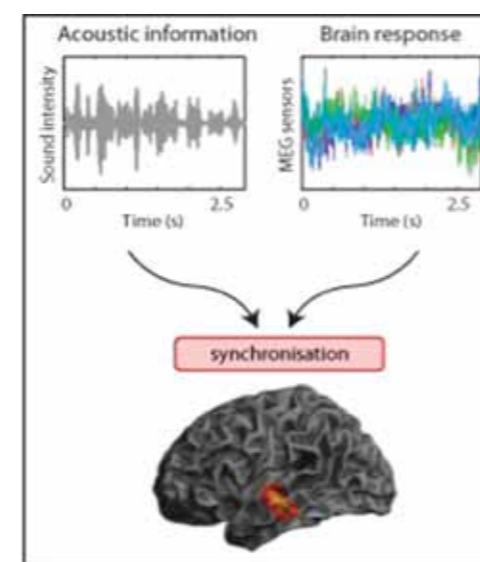 Acoustic information
Brain response
Sound intensity
0
2.5
Time (s)
MEG sensors
0
2.5
Time (s)
synchronisation